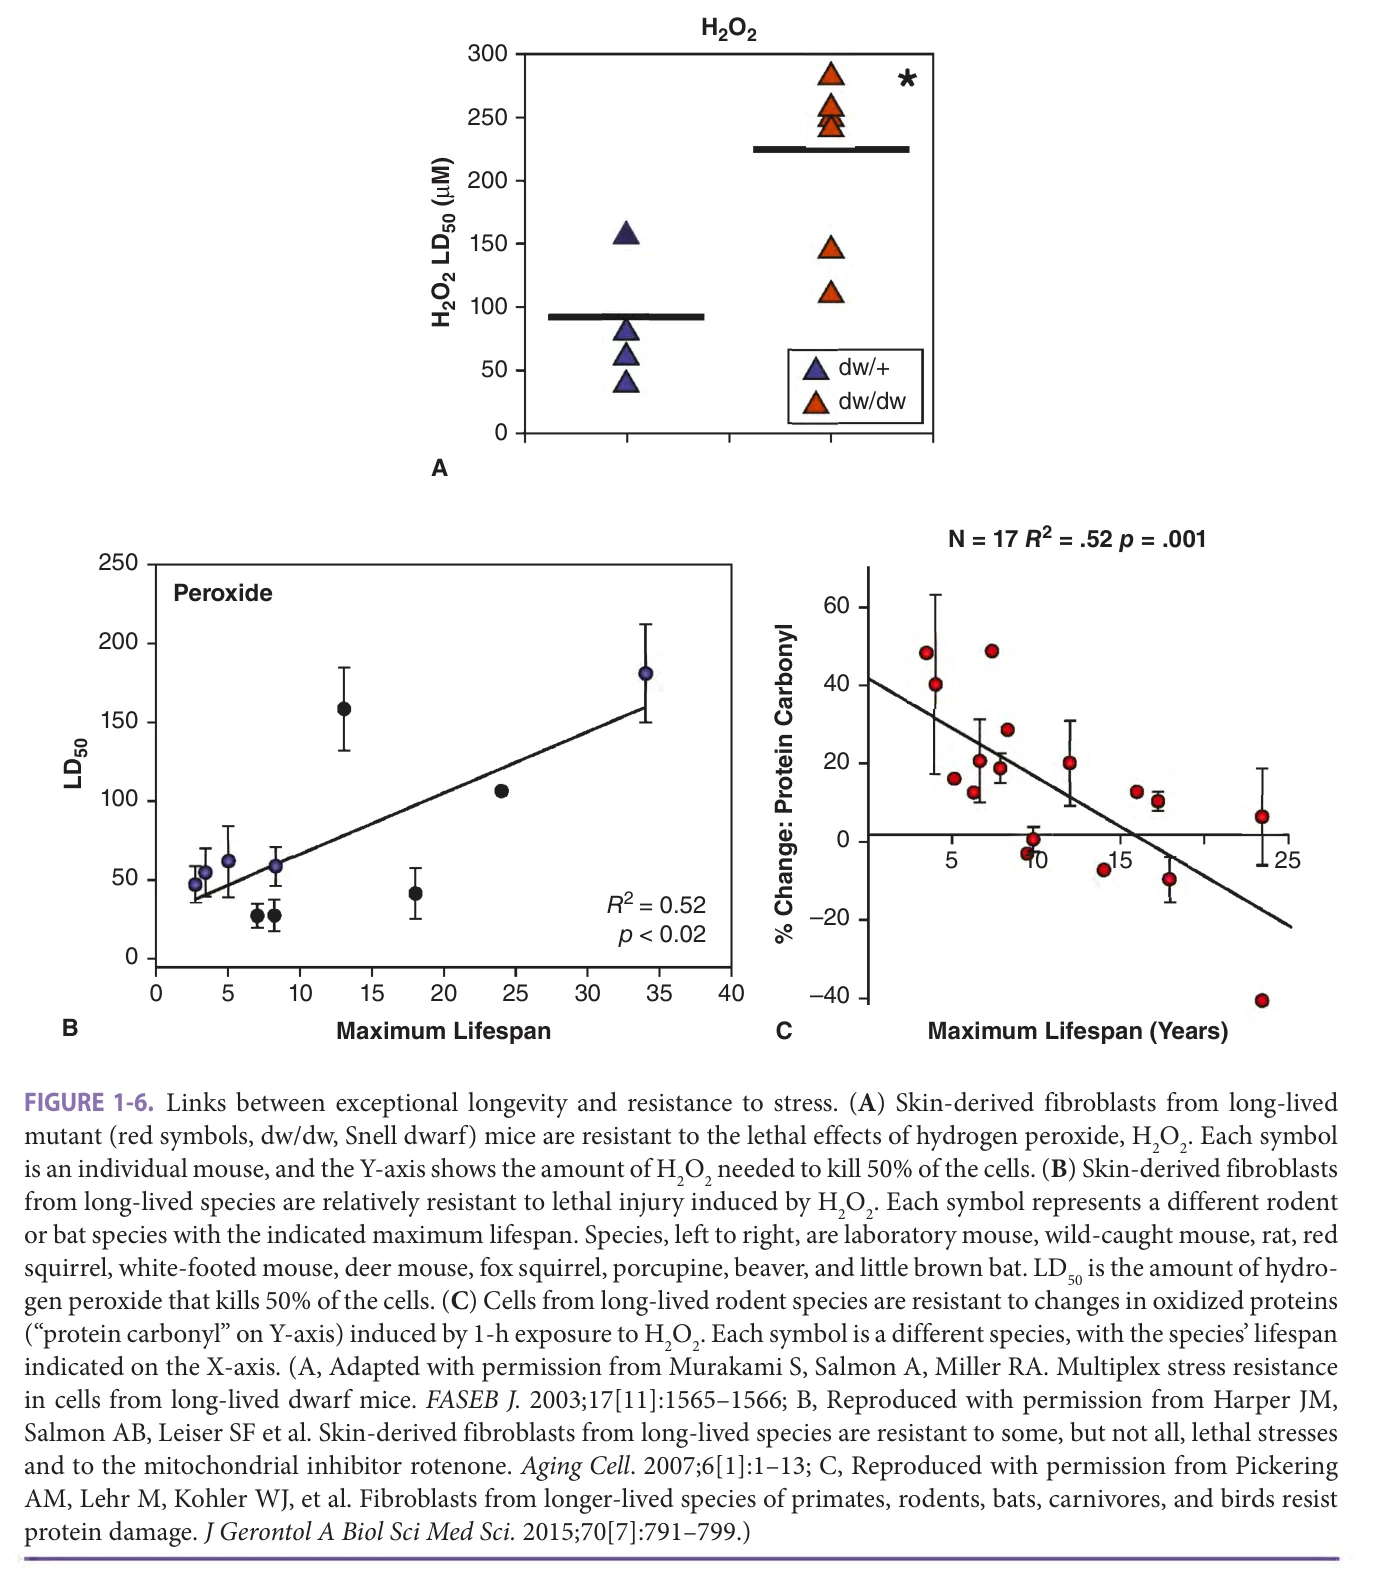 H₂O₂
300
250
200
150
100
50
0
H₂O₂ LD₅₀ (μM)
*
dw/+
dw/dw
A
250
200
150
100
50
0
LD₅₀
Peroxide
R² = 0.52
p < 0.02
0 5 10 15 20 25 30 35 40
B
Maximum Lifespan
N = 17 R² = .52 p = .001
60
40
20
0
–20
–40
% Change: Protein Carbonyl
5 10 15 25
C
Maximum Lifespan (Years)
FIGURE 1-6. Links between exceptional longevity and resistance to stress. (A) Skin-derived fibroblasts from long-lived
mutant (red symbols, dw/dw, Snell dwarf) mice are resistant to the lethal effects of hydrogen peroxide, H₂O₂. Each symbol
is an individual mouse, and the Y-axis shows the amount of H₂O₂ needed to kill 50% of the cells. (B) Skin-derived fibroblasts
from long-lived species are relatively resistant to lethal injury induced by H₂O₂. Each symbol represents a different rodent
or bat species with the indicated maximum lifespan. Species, left to right, are laboratory mouse, wild-caught mouse, rat, red
squirrel, white-footed mouse, deer mouse, fox squirrel, porcupine, beaver, and little brown bat. LD₅₀ is the amount of hydro-
gen peroxide that kills 50% of the cells. (C) Cells from long-lived rodent species are resistant to changes in oxidized proteins
(“protein carbonyl” on Y-axis) induced by 1-h exposure to H₂O₂. Each symbol is a different species, with the species’ lifespan
indicated on the X-axis. (A, Adapted with permission from Murakami S, Salmon A, Miller RA. Multiplex stress resistance
in cells from long-lived dwarf mice. FASEB J. 2003;17[11]:1565–1566; B, Reproduced with permission from Harper JM,
Salmon AB, Leiser SF et al. Skin-derived fibroblasts from long-lived species are resistant to some, but not all, lethal stresses
and to the mitochondrial inhibitor rotenone. Aging Cell. 2007;6[1]:1–13; C, Reproduced with permission from Pickering
AM, Lehr M, Kohler WJ, et al. Fibroblasts from longer-lived species of primates, rodents, bats, carnivores, and birds resist
protein damage. J Gerontol A Biol Sci Med Sci. 2015;70[7]:791–799.)